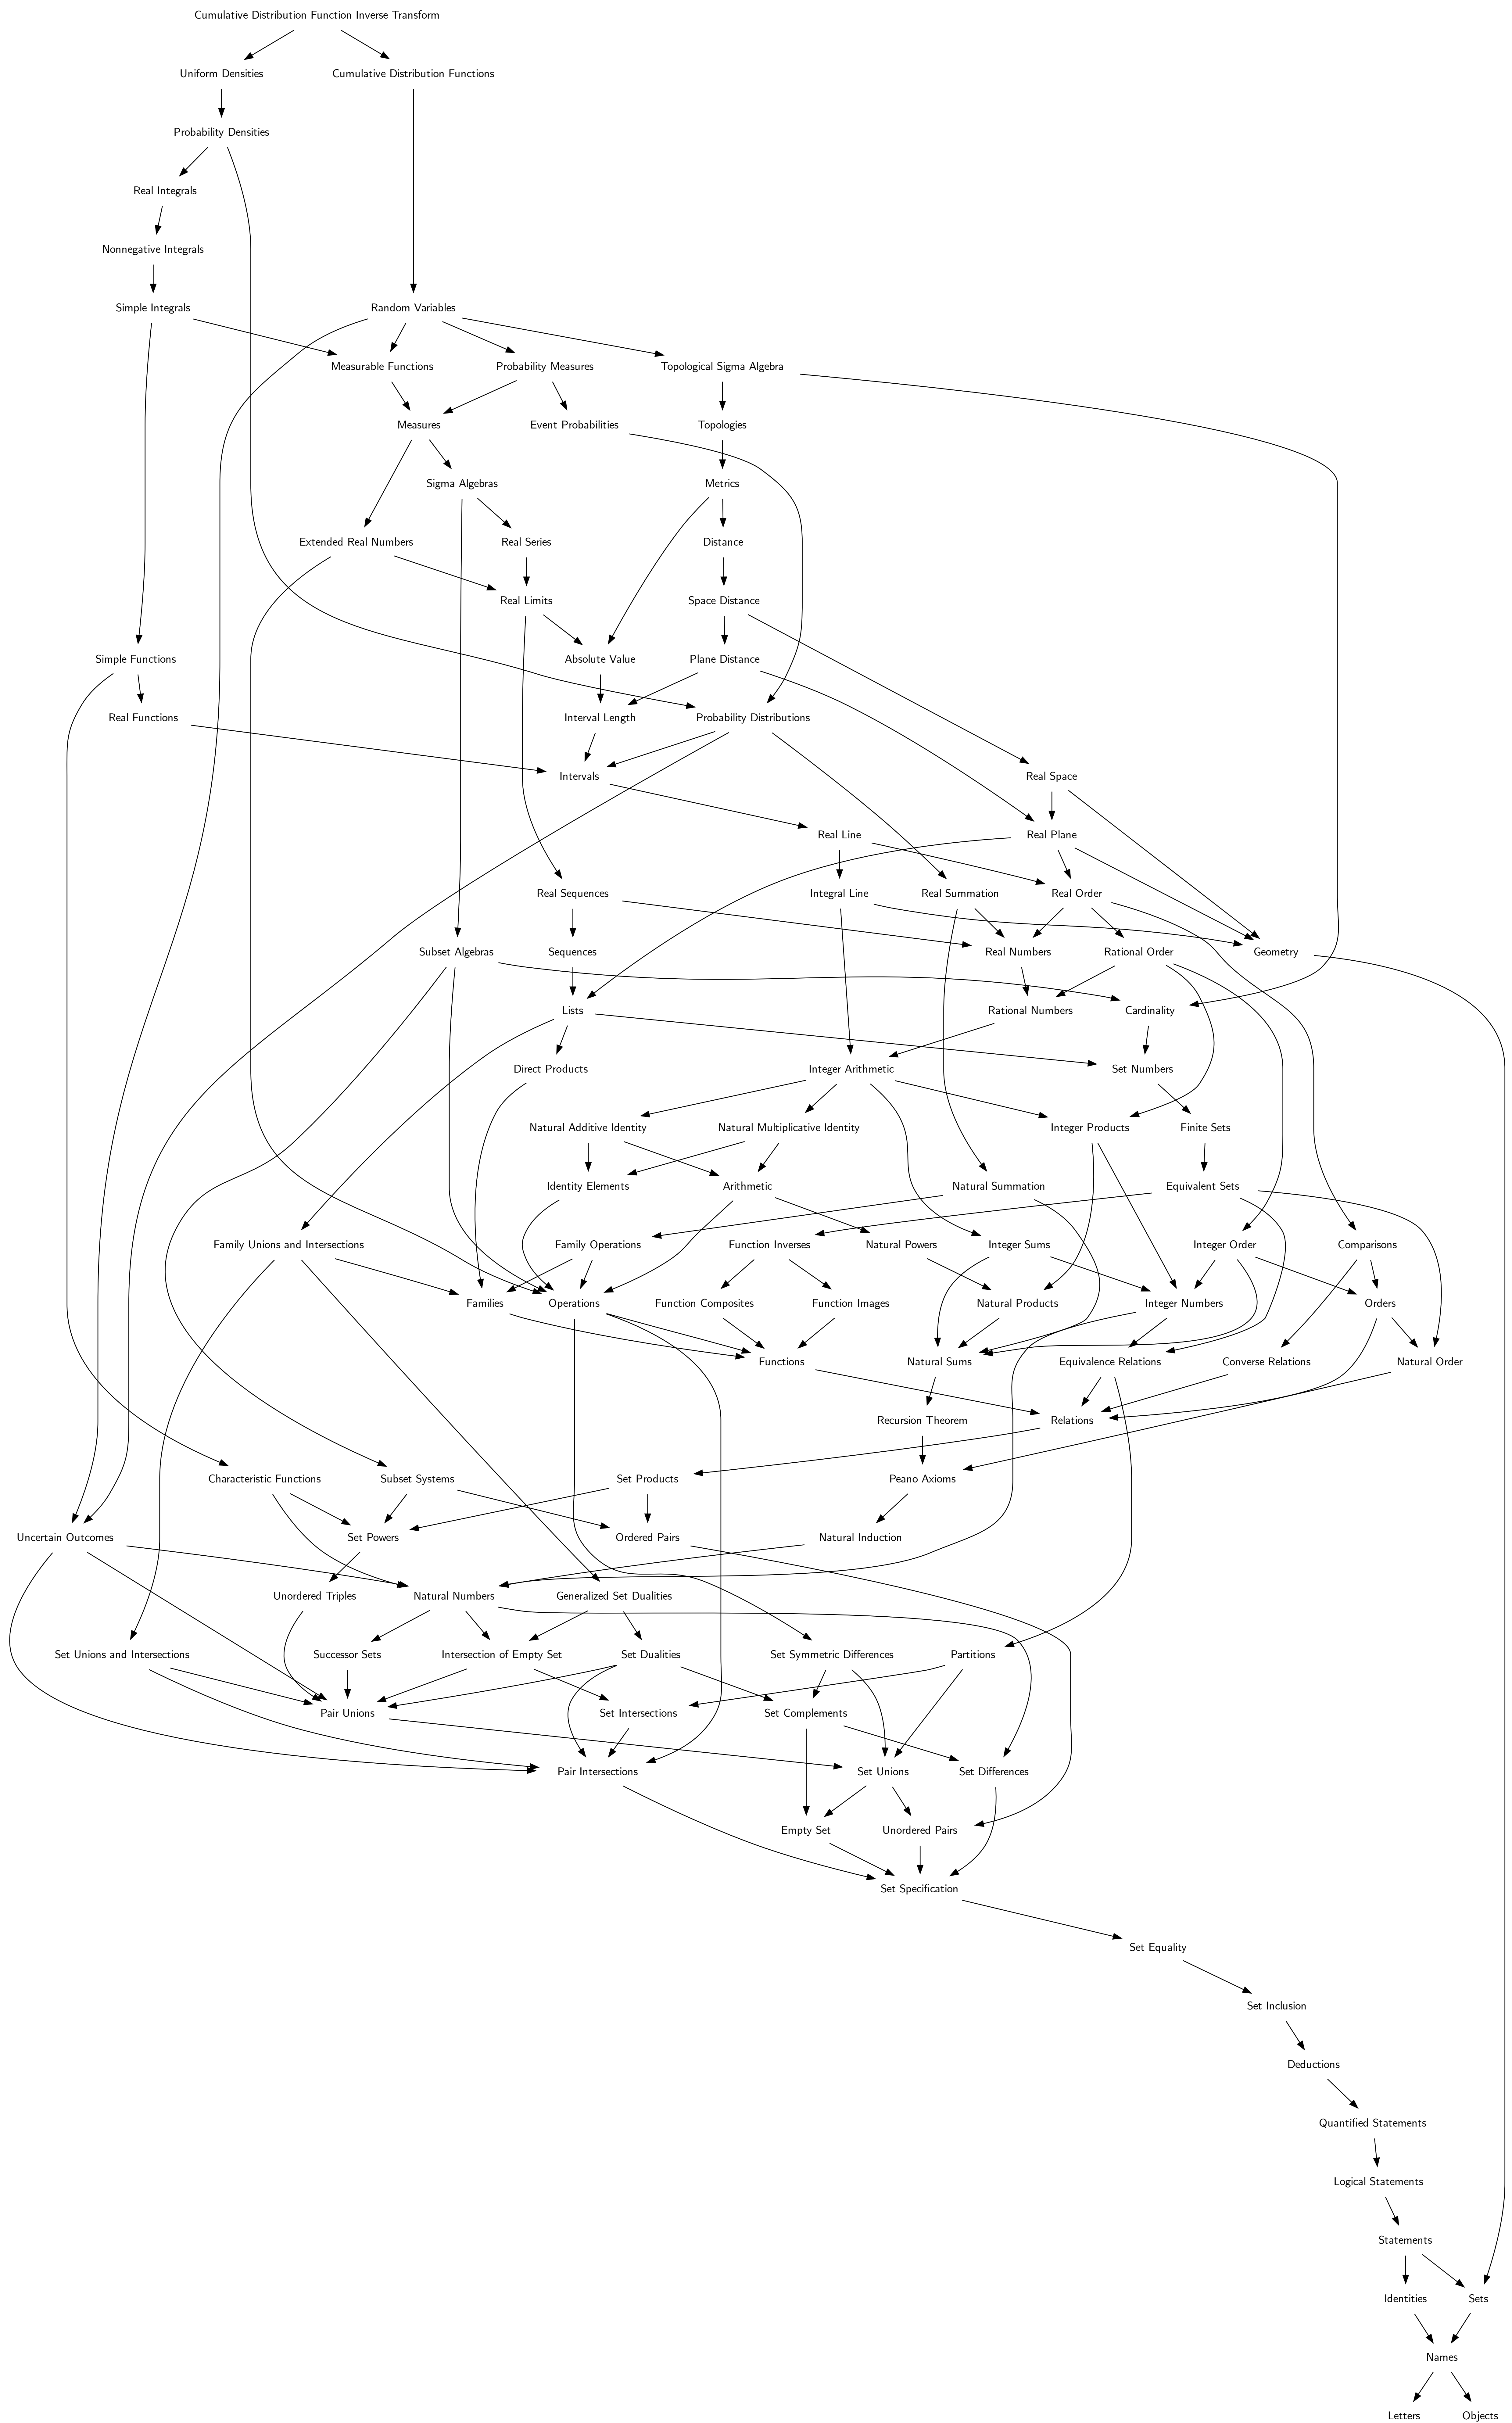 Cumulative Distribution Function Inverse Transform
Uniform Densities
Cumulative Distribution Functions
Probability Densities
Real Integrals
Nonnegative Integrals
Simple Integrals
Random Variables
Measurable Functions
Probability Measures
Topological Sigma Algebra
Measures
Event Probabilities
Topologies
Sigma Algebras
Metrics
Extended Real Numbers
Real Series
Distance
Real Limits
Space Distance
Simple Functions
Absolute Value
Plane Distance
Real Functions
Interval Length
Probability Distributions
Intervals
Real Space
Real Line
Real Plane
Real Sequences
Integral Line
Real Summation
Real Order
Subset Algebras
Sequences
Real Numbers
Rational Order
Geometry
Lists
Rational Numbers
Cardinality
Direct Products
Integer Arithmetic
Set Numbers
Natural Additive Identity
Natural Multiplicative Identity
Integer Products
Finite Sets
Identity Elements
Arithmetic
Natural Summation
Equivalent Sets
Family Unions and Intersections
Family Operations
Function Inverses
Natural Powers
Integer Sums
Integer Order
Comparisons
Families
Operations
Function Composites
Function Images
Natural Products
Integer Numbers
Orders
Functions
Natural Sums
Equivalence Relations
Converse Relations
Natural Order
Recursion Theorem
Relations
Characteristic Functions
Subset Systems
Set Products
Peano Axioms
Uncertain Outcomes
Set Powers
Ordered Pairs
Natural Induction
Unordered Triples
Natural Numbers
Generalized Set Dualities
Set Unions and Intersections
Successor Sets
Intersection of Empty Set
Set Dualities
Set Symmetric Differences
Partitions
Pair Unions
Set Intersections
Set Complements
Pair Intersections
Set Unions
Set Differences
Empty Set
Unordered Pairs
Set Specification
Set Equality
Set Inclusion
Deductions
Quantified Statements
Logical Statements
Statements
Identities
Sets
Names
Letters
Objects